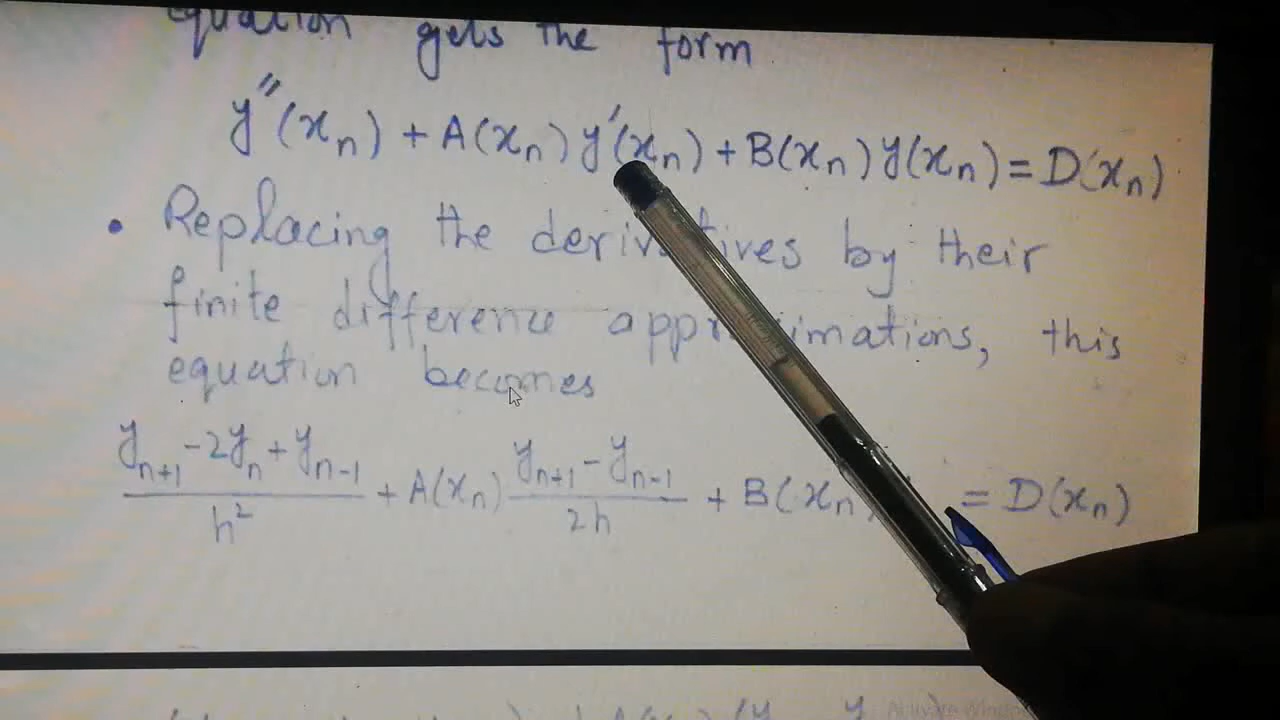 equation gets the form
y''(xₙ) + A(xₙ) y'(xₙ) + B(xₙ) y(xₙ) = D(xₙ)
• Replacing the derivatives by their
finite difference approximations, this
equation becomes
(yₙ₊₁ - 2yₙ + yₙ₋₁)/h² + A(xₙ) (yₙ₊₁ - yₙ₋₁)/2h + B(xₙ) = D(xₙ)